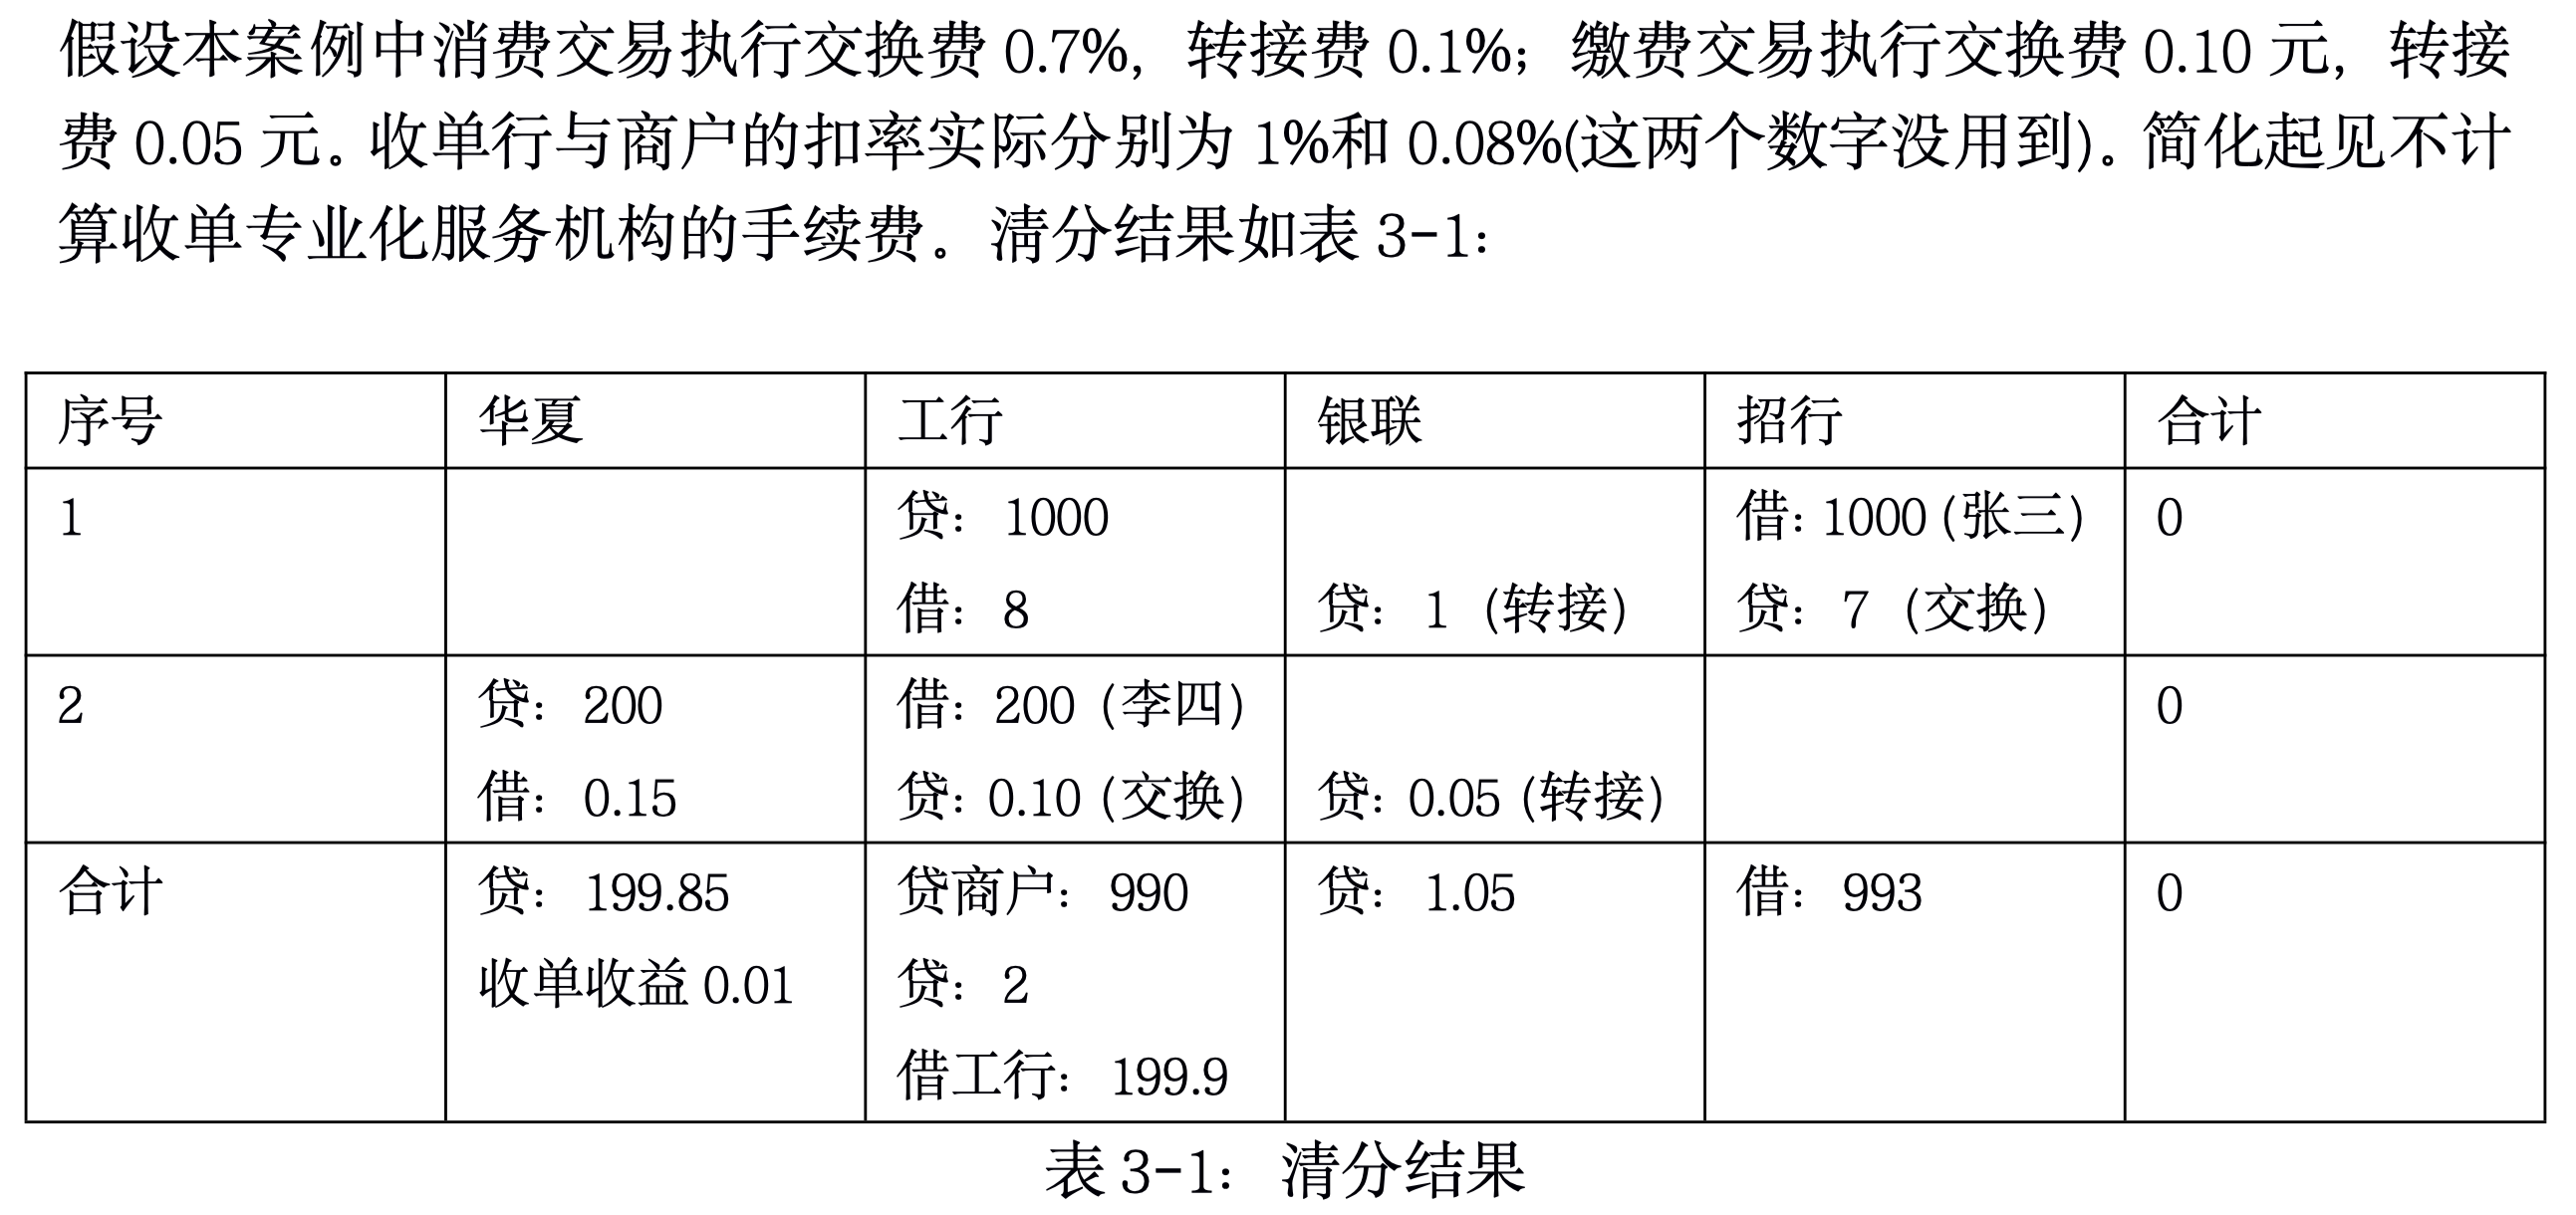 假设本案例中消费交易执行交换费 0.7%，转接费 0.1%；缴费交易执行交换费 0.10 元，转接
费 0.05 元。收单行与商户的扣率实际分别为 1%和 0.08%(这两个数字没用到)。简化起见不计
算收单专业化服务机构的手续费。清分结果如表 3-1：
序号 华夏 工行 银联 招行 合计
1 贷： 1000 借：1000（张三） 0
借： 8 贷： 1（转接） 贷： 7（交换）
2 贷： 200 借：200（李四） 0
借： 0.15 贷：0.10（交换） 贷：0.05（转接）
合计 贷： 199.85 贷商户： 990 贷： 1.05 借： 993 0
收单收益 0.01 贷： 2
借工行： 199.9
表 3-1： 清分结果